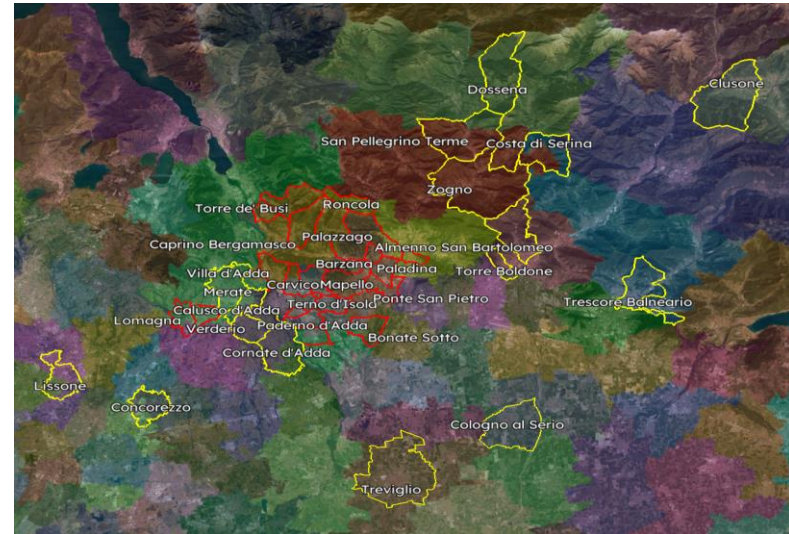 Clusone
Dossena
San Pellegrino Terme
Costa di Serina
Zogno
Torre de' Busi
Roncola
Palazzago
Caprino Bergamasco
Almenno San Bartolomeo
Barzana
Paladina
Torre Boldone
Villa d'Adda
Carvico
Mapello
Merate
Ponte San Pietro
Trescore Balneario
Terno d'Isola
Calusco d'Adda
Lomagna
Verderio
Paderno d'Adda
Bonate Sotto
Cornate d'Adda
Lissone
Concorezzo
Cologno al Serio
Treviglio